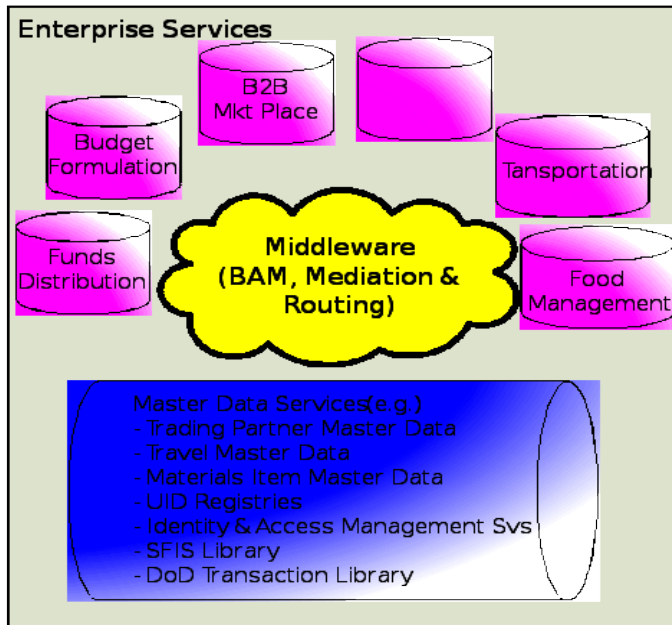 Enterprise Services
B2B
Mkt Place
Budget
Formulation
Tansportation
Funds
Distribution
Middleware
(BAM, Mediation &
Routing)
Food
Management
Master Data Services(e.g.)
- Trading Partner Master Data
- Travel Master Data
- Materials Item Master Data
- UID Registries
- Identity & Access Management Svs
- SFIS Library
- DoD Transaction Library